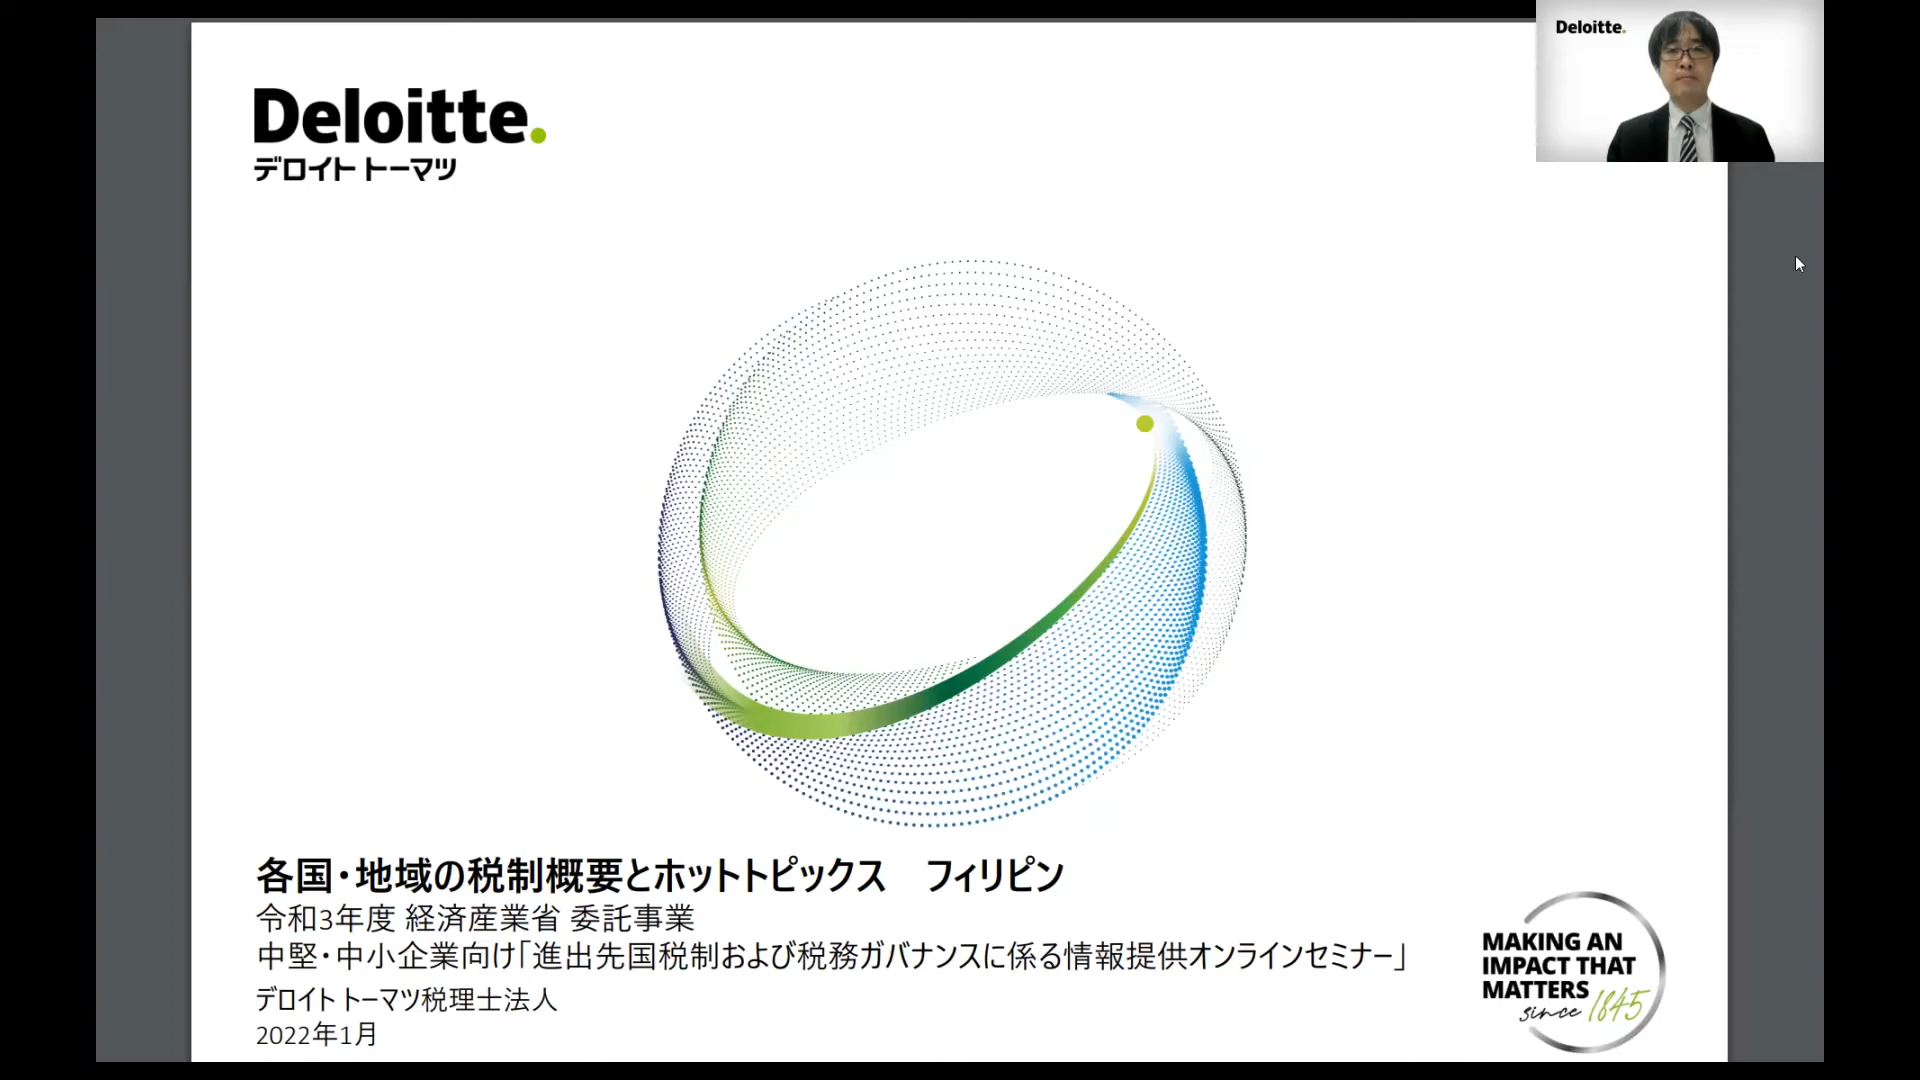 Deloitte.
デロイト トーマツ
Deloitte.
各国・地域の税制概要とホットトピックス　フィリピン
令和3年度 経済産業省 委託事業
中堅・中小企業向け「進出先国税制および税務ガバナンスに係る情報提供オンラインセミナー」
デロイト トーマツ税理士法人
2022年1月
MAKING AN
IMPACT THAT
MATTERS
since 1845